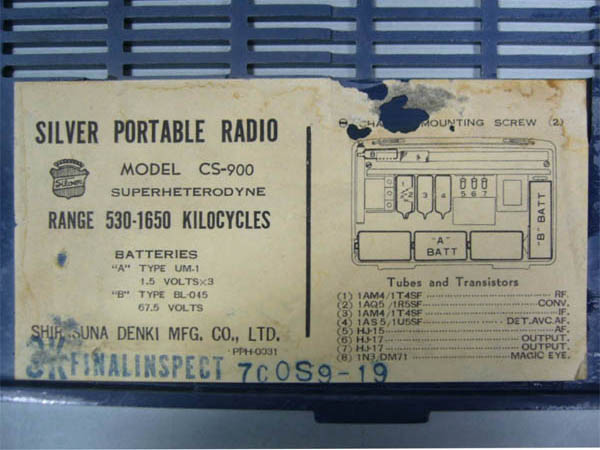 SILVER PORTABLE RADIO
Silver
MODEL CS-900
SUPERHETERODYNE
RANGE 530-1650 KILOCYCLES
BATTERIES
"A" TYPE UM-1
1.5 VOLTS×3
"B" TYPE BL-045
67.5 VOLTS
DENKI MFG. CO., LTD.
PPH-0031
FINAL INSPECT 7C0S9-19
MOUNTING SCREW (2)
1 2 3 4 5 6 7
"A" BATT
"B" BATT
Tubes and Transistors
(1) 1AM4/1T4SF RF.
(2) 1AQ5/1R5SF CONV.
(3) 1AM4/1T4SF IF.
(4) 1AS5/1U5SF DET.AVC.AF.
(5) HJ-15 AF.
(6) HJ-17 OUTPUT.
(7) HJ-17 OUTPUT.
(8) 1N3/DM71 MAGIC EYE.